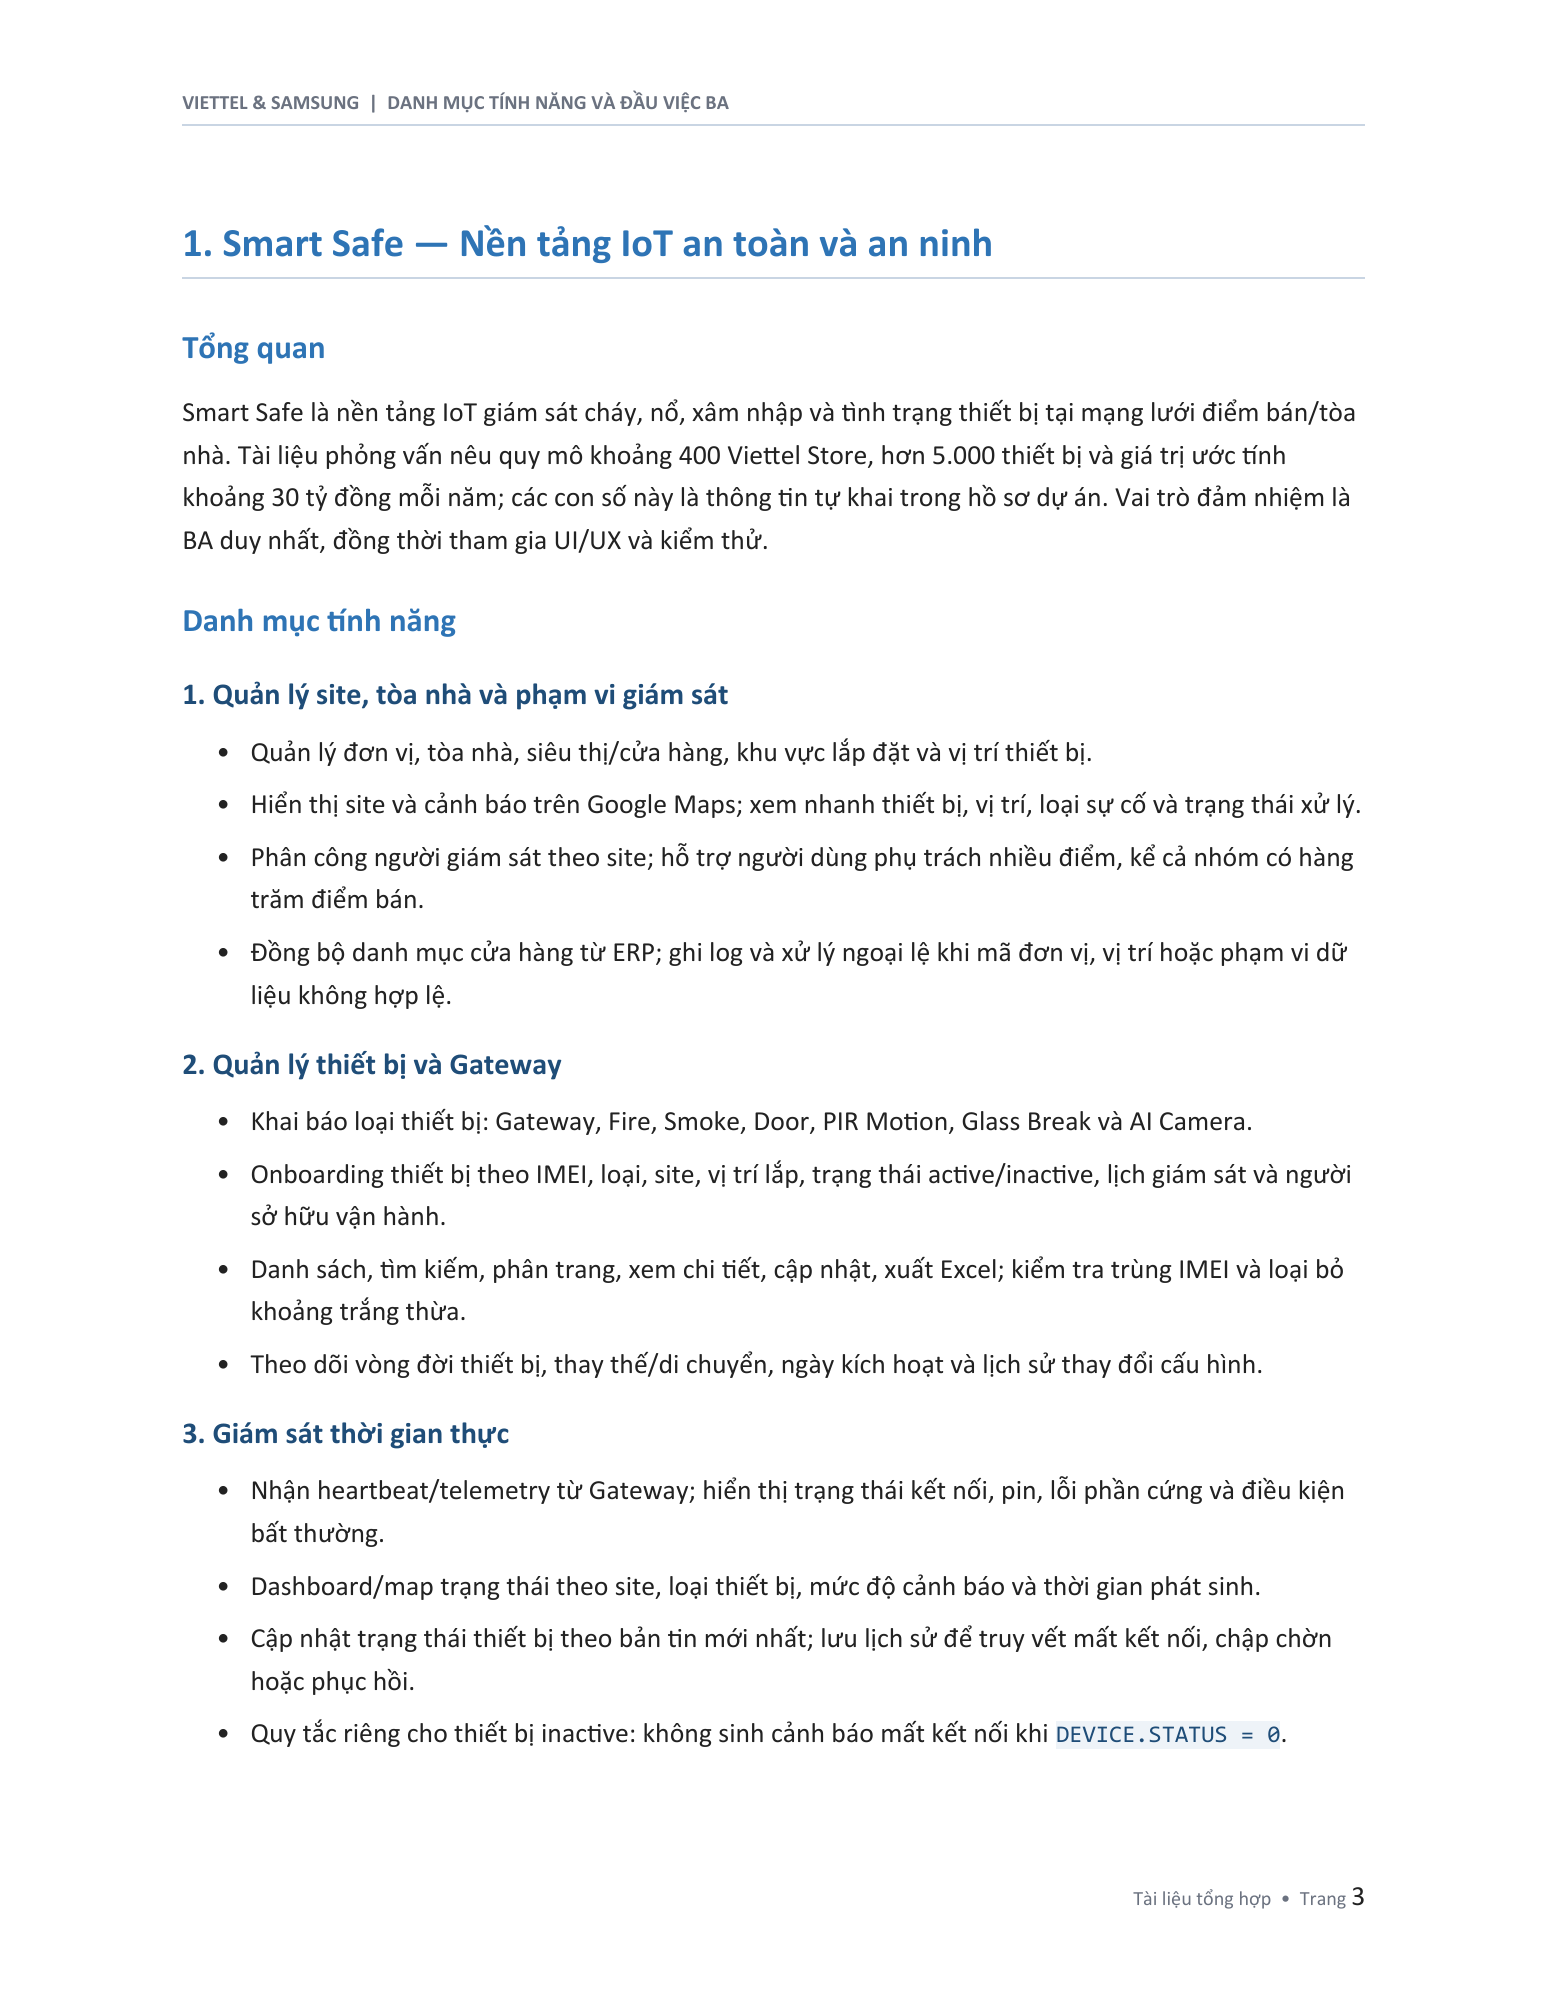 VIETTEL & SAMSUNG | DANH MỤC TÍNH NĂNG VÀ ĐẦU VIỆC BA
1. Smart Safe — Nền tảng IoT an toàn và an ninh
Tổng quan
Smart Safe là nền tảng IoT giám sát cháy, nổ, xâm nhập và tình trạng thiết bị tại mạng lưới điểm bán/tòa
nhà. Tài liệu phỏng vấn nêu quy mô khoảng 400 Viettel Store, hơn 5.000 thiết bị và giá trị ước tính
khoảng 30 tỷ đồng mỗi năm; các con số này là thông tin tự khai trong hồ sơ dự án. Vai trò đảm nhiệm là
BA duy nhất, đồng thời tham gia UI/UX và kiểm thử.
Danh mục tính năng
1. Quản lý site, tòa nhà và phạm vi giám sát
• Quản lý đơn vị, tòa nhà, siêu thị/cửa hàng, khu vực lắp đặt và vị trí thiết bị.
• Hiển thị site và cảnh báo trên Google Maps; xem nhanh thiết bị, vị trí, loại sự cố và trạng thái xử lý.
• Phân công người giám sát theo site; hỗ trợ người dùng phụ trách nhiều điểm, kể cả nhóm có hàng
trăm điểm bán.
• Đồng bộ danh mục cửa hàng từ ERP; ghi log và xử lý ngoại lệ khi mã đơn vị, vị trí hoặc phạm vi dữ
liệu không hợp lệ.
2. Quản lý thiết bị và Gateway
• Khai báo loại thiết bị: Gateway, Fire, Smoke, Door, PIR Motion, Glass Break và AI Camera.
• Onboarding thiết bị theo IMEI, loại, site, vị trí lắp, trạng thái active/inactive, lịch giám sát và người
sở hữu vận hành.
• Danh sách, tìm kiếm, phân trang, xem chi tiết, cập nhật, xuất Excel; kiểm tra trùng IMEI và loại bỏ
khoảng trắng thừa.
• Theo dõi vòng đời thiết bị, thay thế/di chuyển, ngày kích hoạt và lịch sử thay đổi cấu hình.
3. Giám sát thời gian thực
• Nhận heartbeat/telemetry từ Gateway; hiển thị trạng thái kết nối, pin, lỗi phần cứng và điều kiện
bất thường.
• Dashboard/map trạng thái theo site, loại thiết bị, mức độ cảnh báo và thời gian phát sinh.
• Cập nhật trạng thái thiết bị theo bản tin mới nhất; lưu lịch sử để truy vết mất kết nối, chập chờn
hoặc phục hồi.
• Quy tắc riêng cho thiết bị inactive: không sinh cảnh báo mất kết nối khi DEVICE.STATUS = 0.
Tài liệu tổng hợp • Trang 3